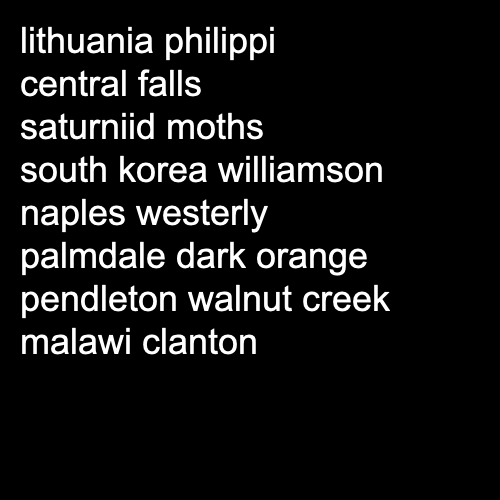 lithuania philippi
central falls
saturniid moths
south korea williamson
naples westerly
palmdale dark orange
pendleton walnut creek
malawi clanton